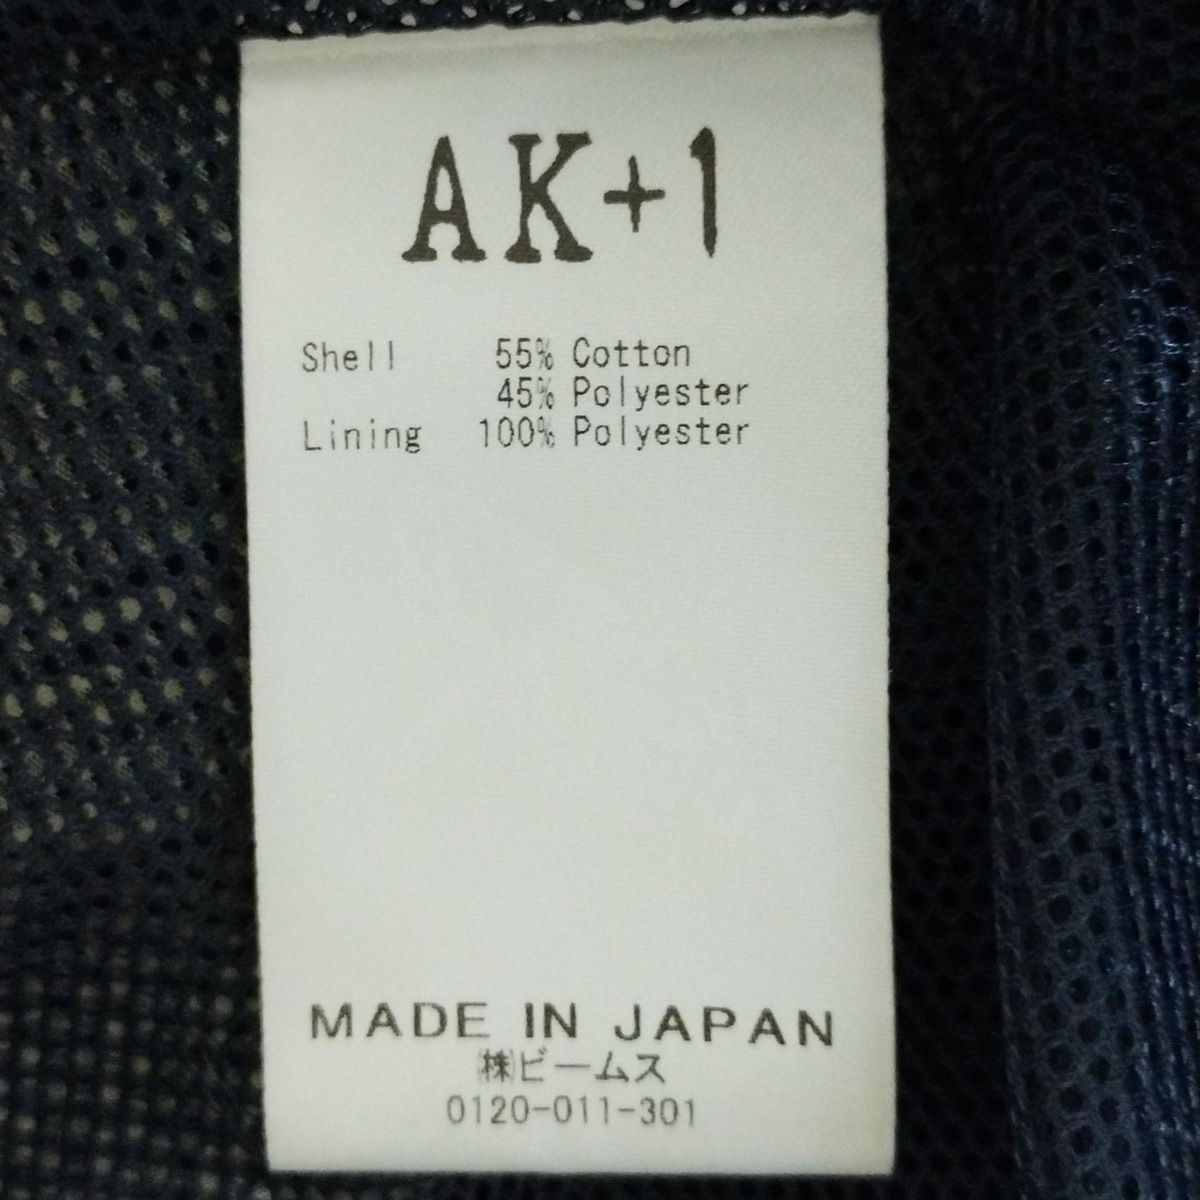 AK+1
Shell 55% Cotton
45% Polyester
Lining 100% Polyester
MADE IN JAPAN
㈱ビームス
0120-011-301